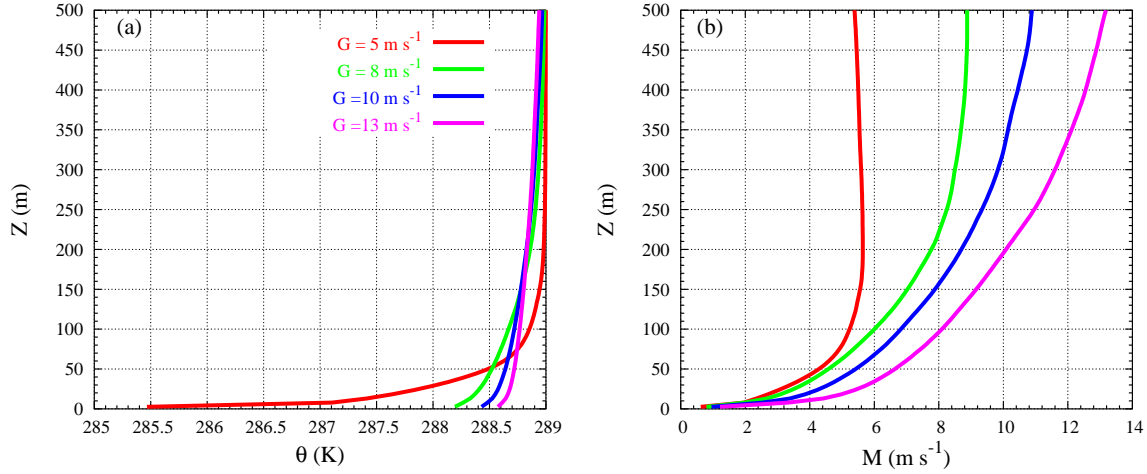 (a)
G = 5 m s⁻¹
G = 8 m s⁻¹
G =10 m s⁻¹
G =13 m s⁻¹
500
450
400
350
300
250
200
150
100
50
0
Z (m)
285 285.5 286 286.5 287 287.5 288 288.5 289
θ (K)
(b)
500
450
400
350
300
250
200
150
100
50
0
Z (m)
0 2 4 6 8 10 12 14
M (m s⁻¹)